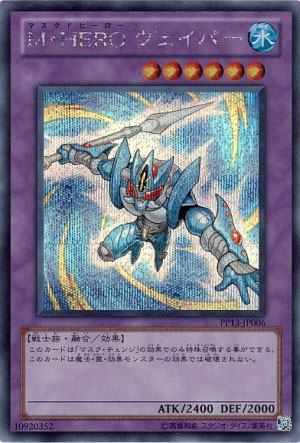 マスクドヒーロー
M・HERO ヴェイパー
水
PP13-JP006
【戦士族・融合/効果】
このカードは「マスク・チェンジ」の効果でのみ特殊召喚する事ができる。
このカードは魔法・罠・効果モンスターの効果では破壊されない。
ATK/2400 DEF/2000
10920352
©高橋和希 スタジオ・ダイス/集英社